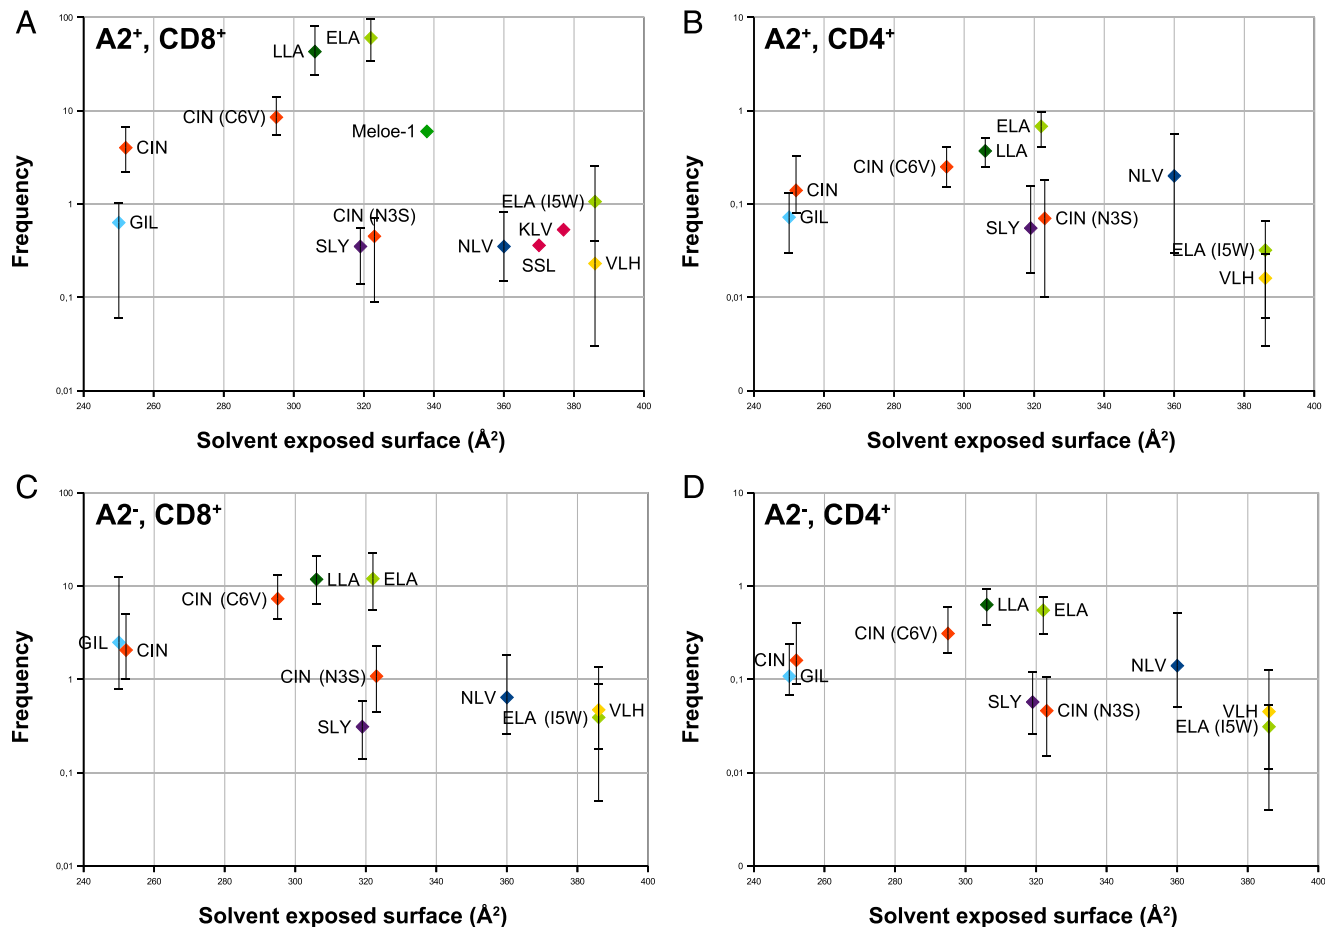 A
A2⁺, CD8⁺
Frequency
100
10
1
0,1
0,01
ELA
LLA
CIN (C6V)
Meloe-1
CIN
ELA (I5W)
GIL
CIN (N3S)
KLV
SLY
NLV
SSL
VLH
240 260 280 300 320 340 360 380 400
Solvent exposed surface (Å²)
B
A2⁺, CD4⁺
Frequency
10
1
0,1
0,01
0
ELA
LLA
CIN (C6V)
NLV
CIN
GIL
CIN (N3S)
SLY
ELA (I5W)
VLH
240 260 280 300 320 340 360 380 400
Solvent exposed surface (Å²)
C
A2⁻, CD8⁺
Frequency
100
10
1
0,1
0,01
LLA
ELA
CIN (C6V)
GIL
CIN
CIN (N3S)
NLV
VLH
ELA (I5W)
SLY
240 260 280 300 320 340 360 380 400
Solvent exposed surface (Å²)
D
A2⁻, CD4⁺
Frequency
10
1
0,1
0,01
0
LLA
ELA
CIN (C6V)
CIN
NLV
GIL
SLY
CIN (N3S)
VLH
ELA (I5W)
240 260 280 300 320 340 360 380 400
Solvent exposed surface (Å²)